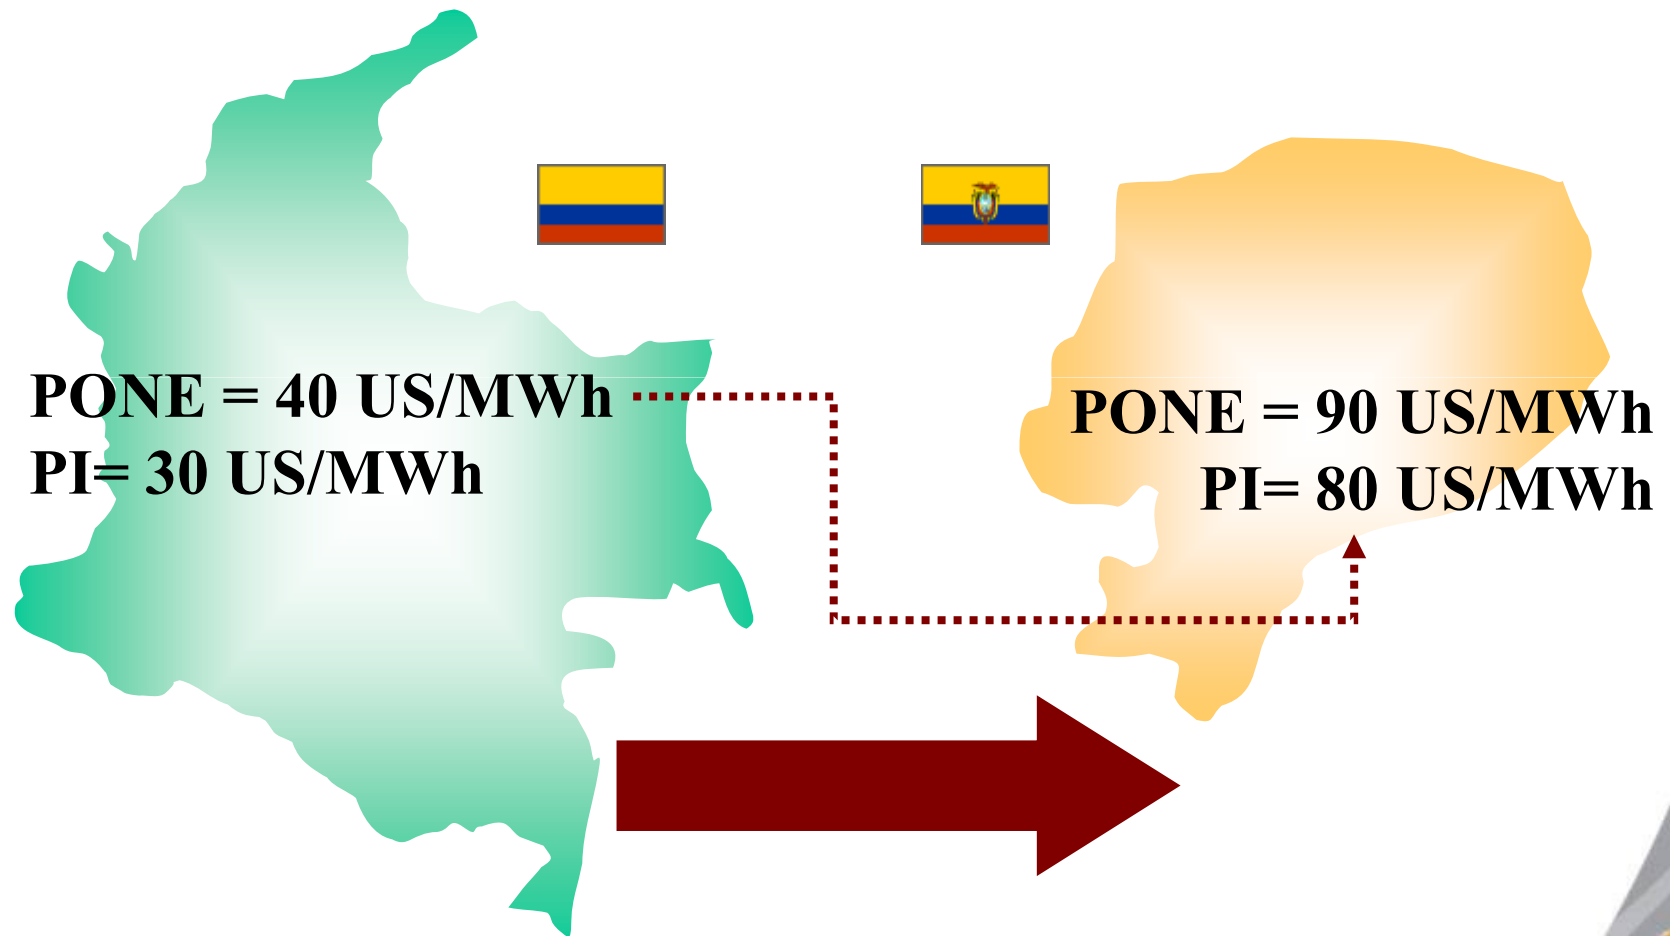 PONE = 40 US/MWh
PI= 30 US/MWh
PONE = 90 US/MWh
PI= 80 US/MWh